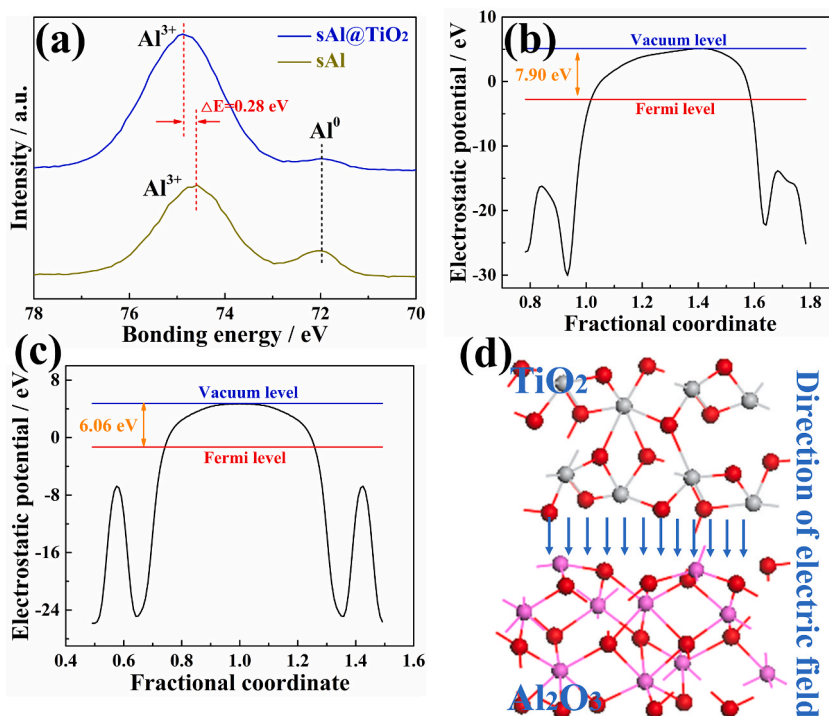 (a)
Al3+
sAl@TiO2
sAl
△E=0.28 eV
Al0
Al3+
Intensity / a.u.
78 76 74 72 70
Bonding energy / eV
(b)
10
0
-10
-20
-30
Vacuum level
7.90 eV
Fermi level
Electrostatic potential / eV
0.8 1.0 1.2 1.4 1.6 1.8
Fractional coordinate
(c)
8
0
-8
-16
-24
Vacuum level
6.06 eV
Fermi level
Electrostatic potential / eV
0.4 0.6 0.8 1.0 1.2 1.4 1.6
Fractional coordinate
(d)
TiO2
Al2O3
Direction of electric field